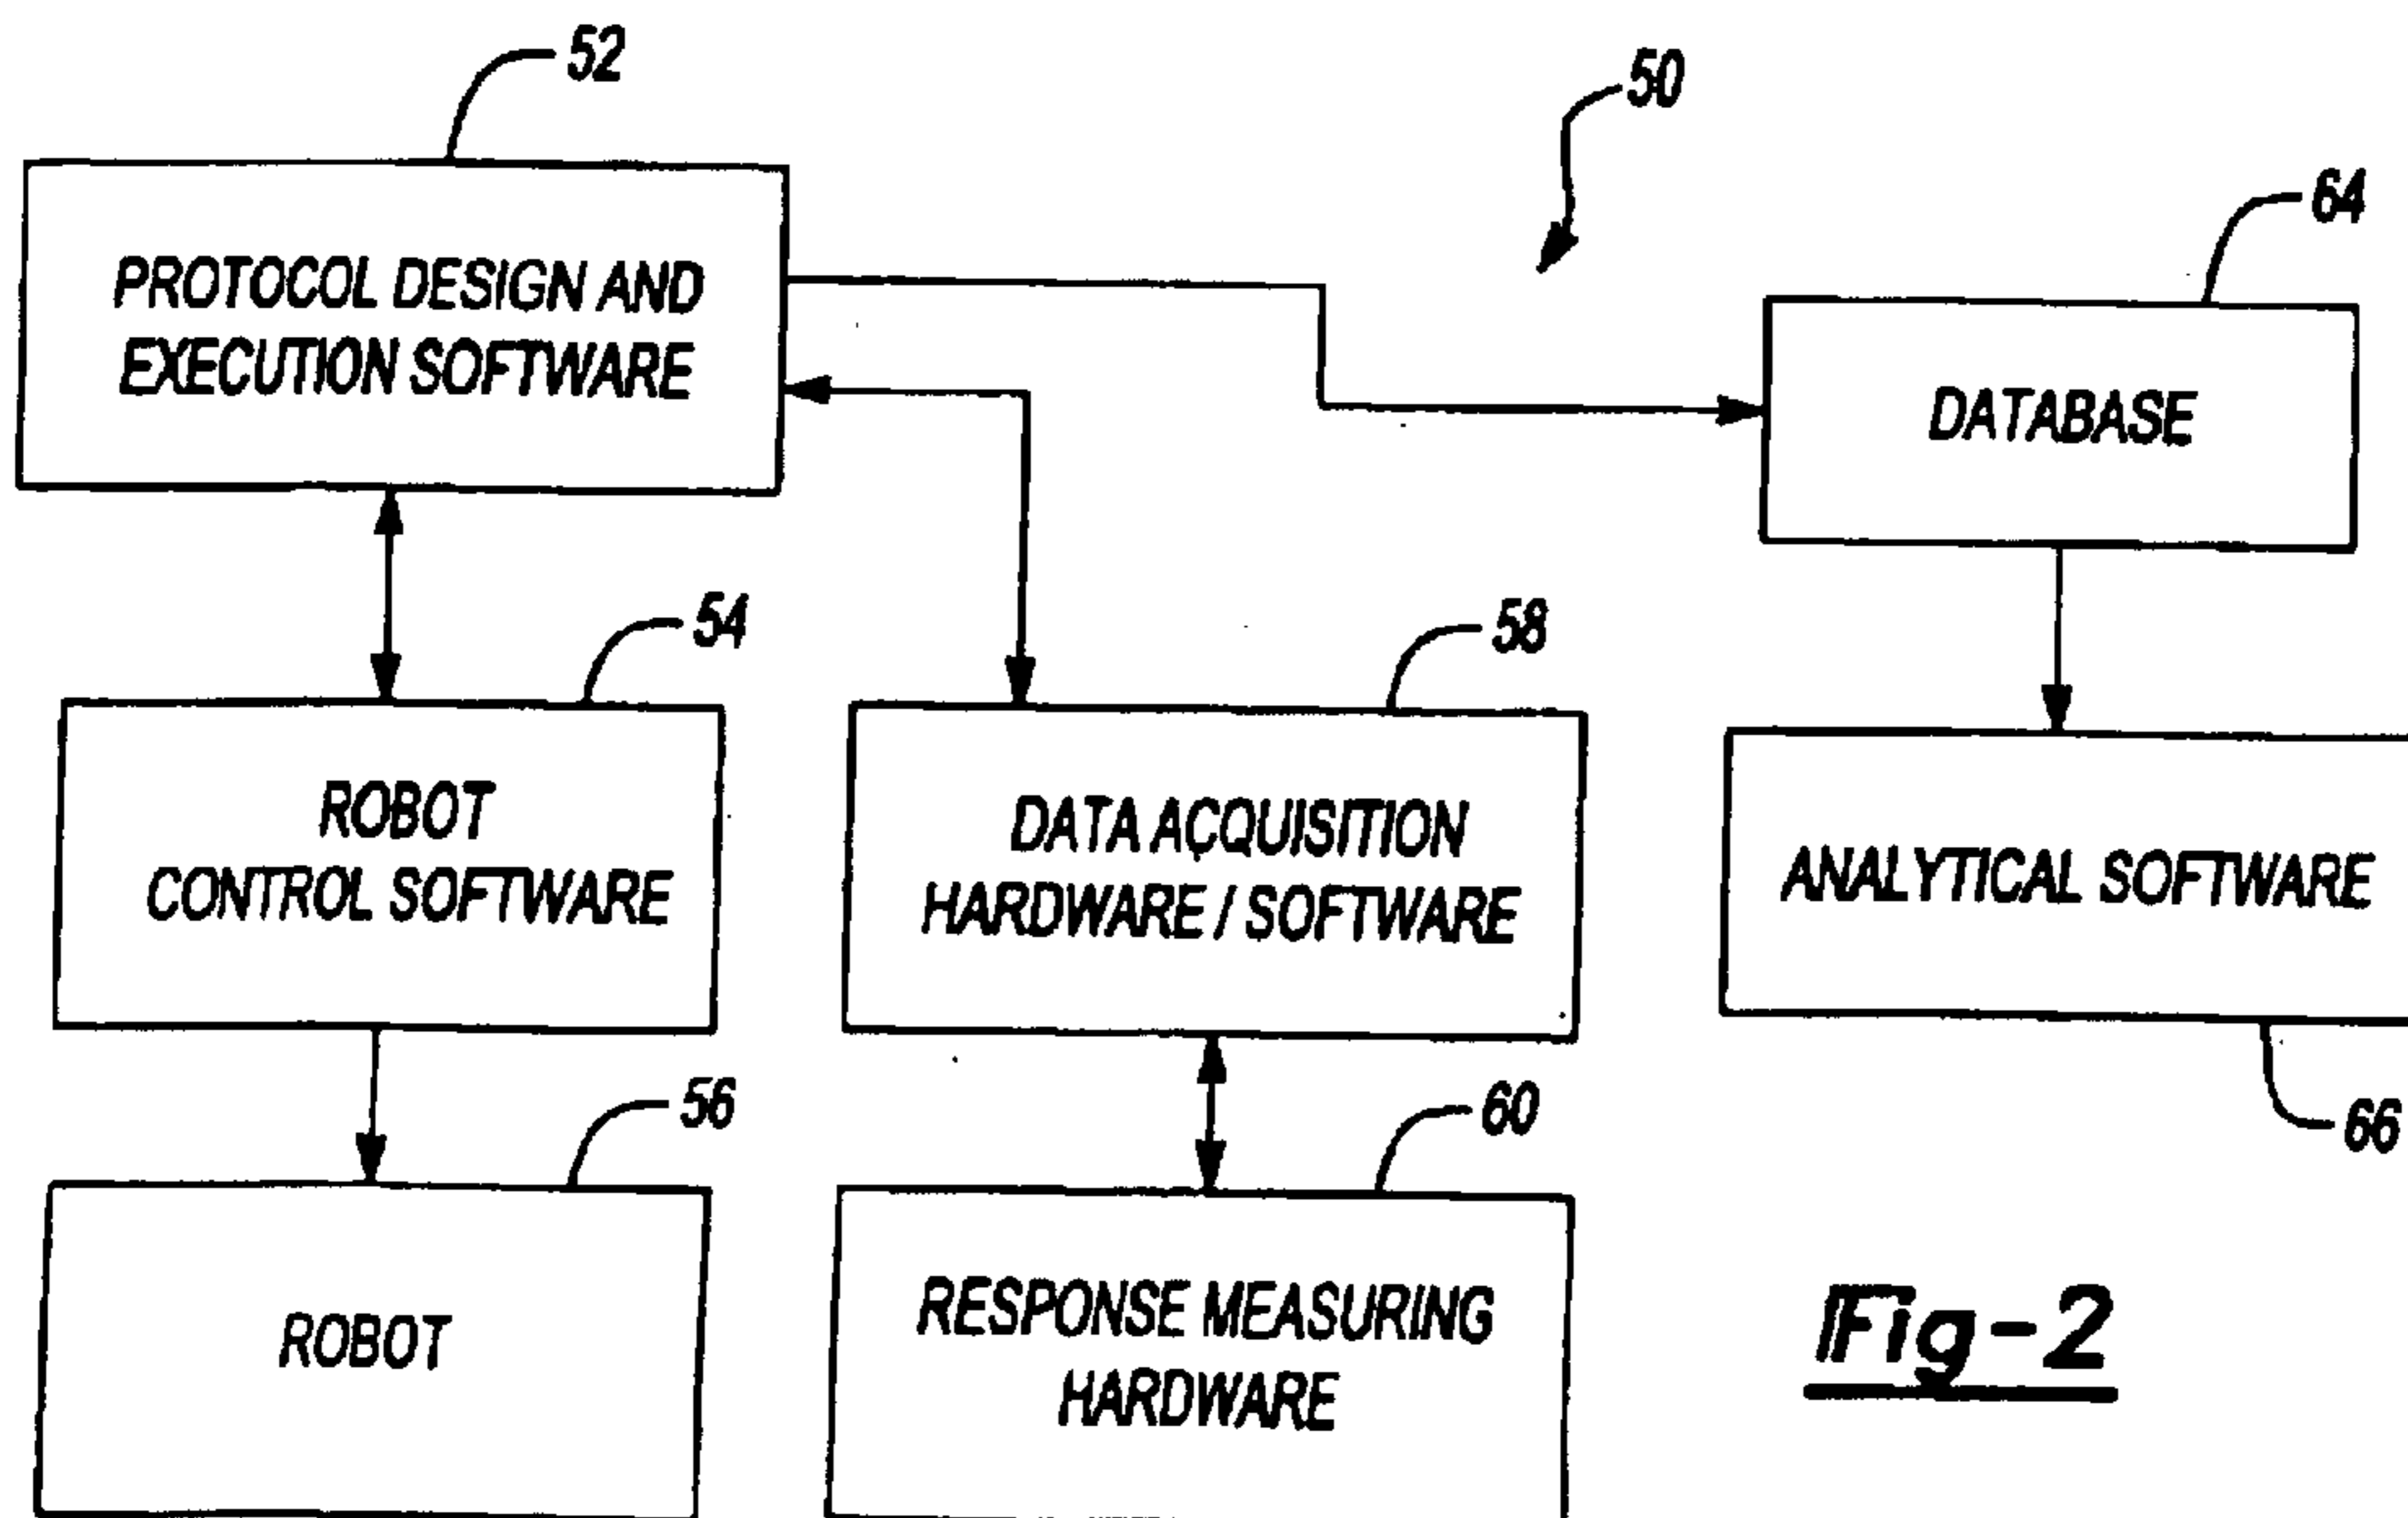 52
50
64
PROTOCOL DESIGN AND
EXECUTION SOFTWARE
DATABASE
54
58
ROBOT
CONTROL SOFTWARE
DATA ACQUISITION
HARDWARE / SOFTWARE
ANALYTICAL SOFTWARE
56
60
66
ROBOT
RESPONSE MEASURING
HARDWARE
Fig-2